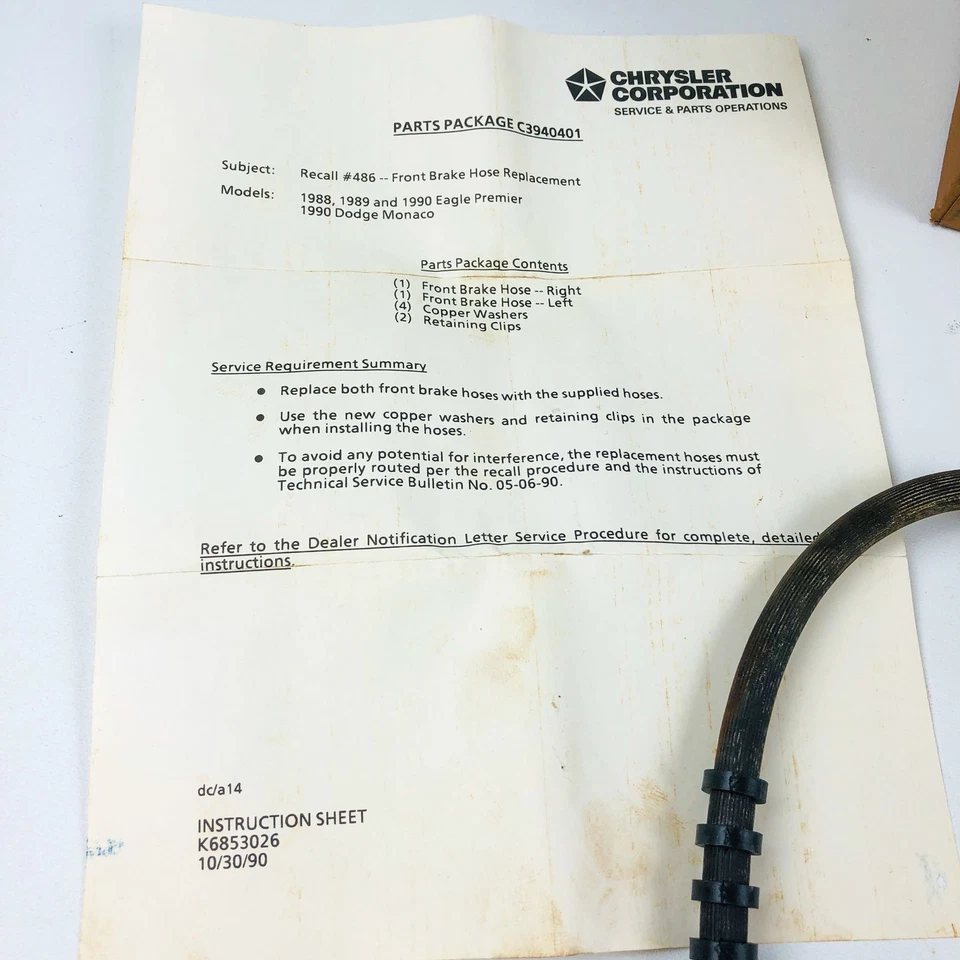 CHRYSLER
CORPORATION
SERVICE & PARTS OPERATIONS
PARTS PACKAGE C3940401
Subject: Recall #486 -- Front Brake Hose Replacement
Models: 1988, 1989 and 1990 Eagle Premier
1990 Dodge Monaco
Parts Package Contents
(1) Front Brake Hose -- Right
(1) Front Brake Hose -- Left
(4) Copper Washers
(2) Retaining Clips
Service Requirement Summary
● Replace both front brake hoses with the supplied hoses.
● Use the new copper washers and retaining clips in the package
when installing the hoses.
● To avoid any potential for interference, the replacement hoses must
be properly routed per the recall procedure and the instructions of
Technical Service Bulletin No. 05-06-90.
Refer to the Dealer Notification Letter Service Procedure for complete, detailed
instructions.
dc/a14
INSTRUCTION SHEET
K6853026
10/30/90